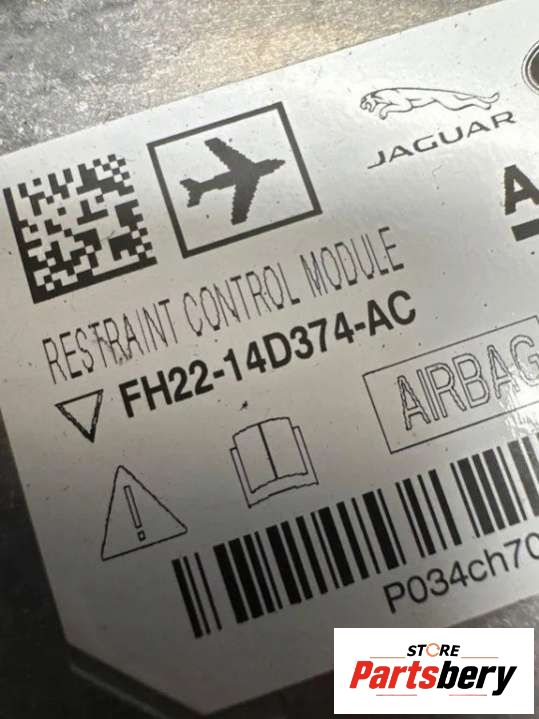 JAGUAR
A
RESTRAINT CONTROL MODULE
FH22-14D374-AC
AIRBAG
P034ch70
STORE
Partsbery